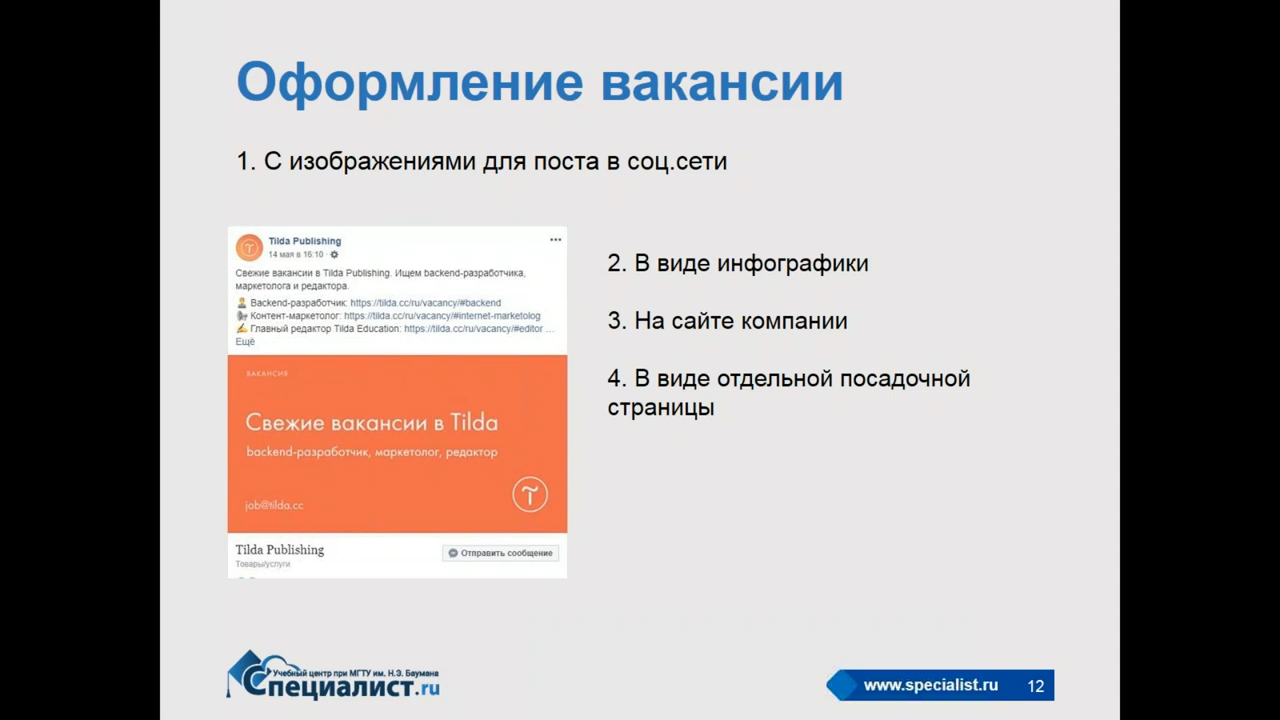 Оформление вакансии
1. С изображениями для поста в соц.сети
Tilda Publishing
14 мая в 16:10
Свежие вакансии в Tilda Publishing. Ищем backend-разработчика,
маркетолога и редактора.
Backend-разработчик: https://tilda.cc/ru/vacancy/#backend
Контент-маркетолог: https://tilda.cc/ru/vacancy/#internet-marketolog
Главный редактор Tilda Education: https://tilda.cc/ru/vacancy/#editor ...
Ещё
ВАКАНСИЯ
Свежие вакансии в Tilda
backend-разработчик, маркетолог, редактор
job@tilda.cc
Tilda Publishing
Товары/услуги
Отправить сообщение
2. В виде инфографики
3. На сайте компании
4. В виде отдельной посадочной
страницы
Учебный центр при МГТУ им. Н.Э. Баумана
Специалист.ru
www.specialist.ru 12